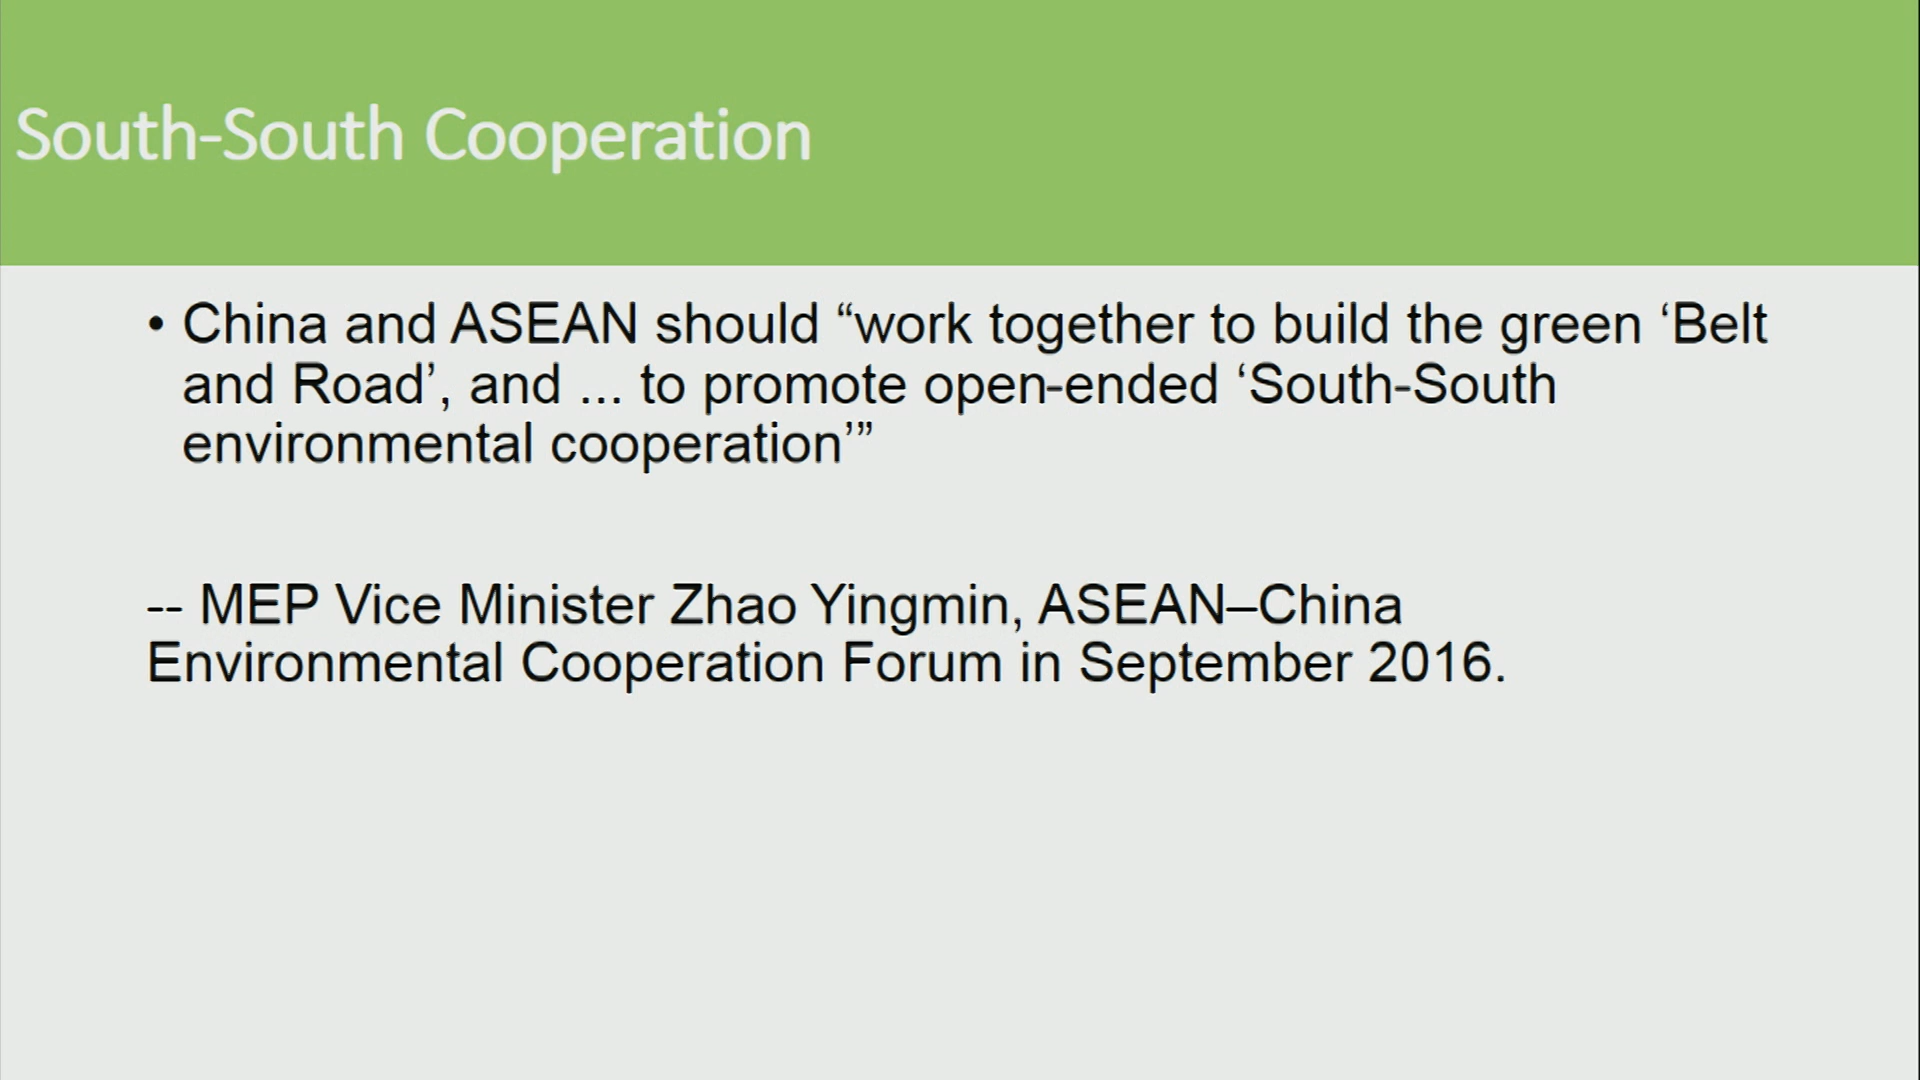 South-South Cooperation
• China and ASEAN should “work together to build the green ‘Belt
and Road’, and ... to promote open-ended ‘South-South
environmental cooperation’”
-- MEP Vice Minister Zhao Yingmin, ASEAN–China
Environmental Cooperation Forum in September 2016.